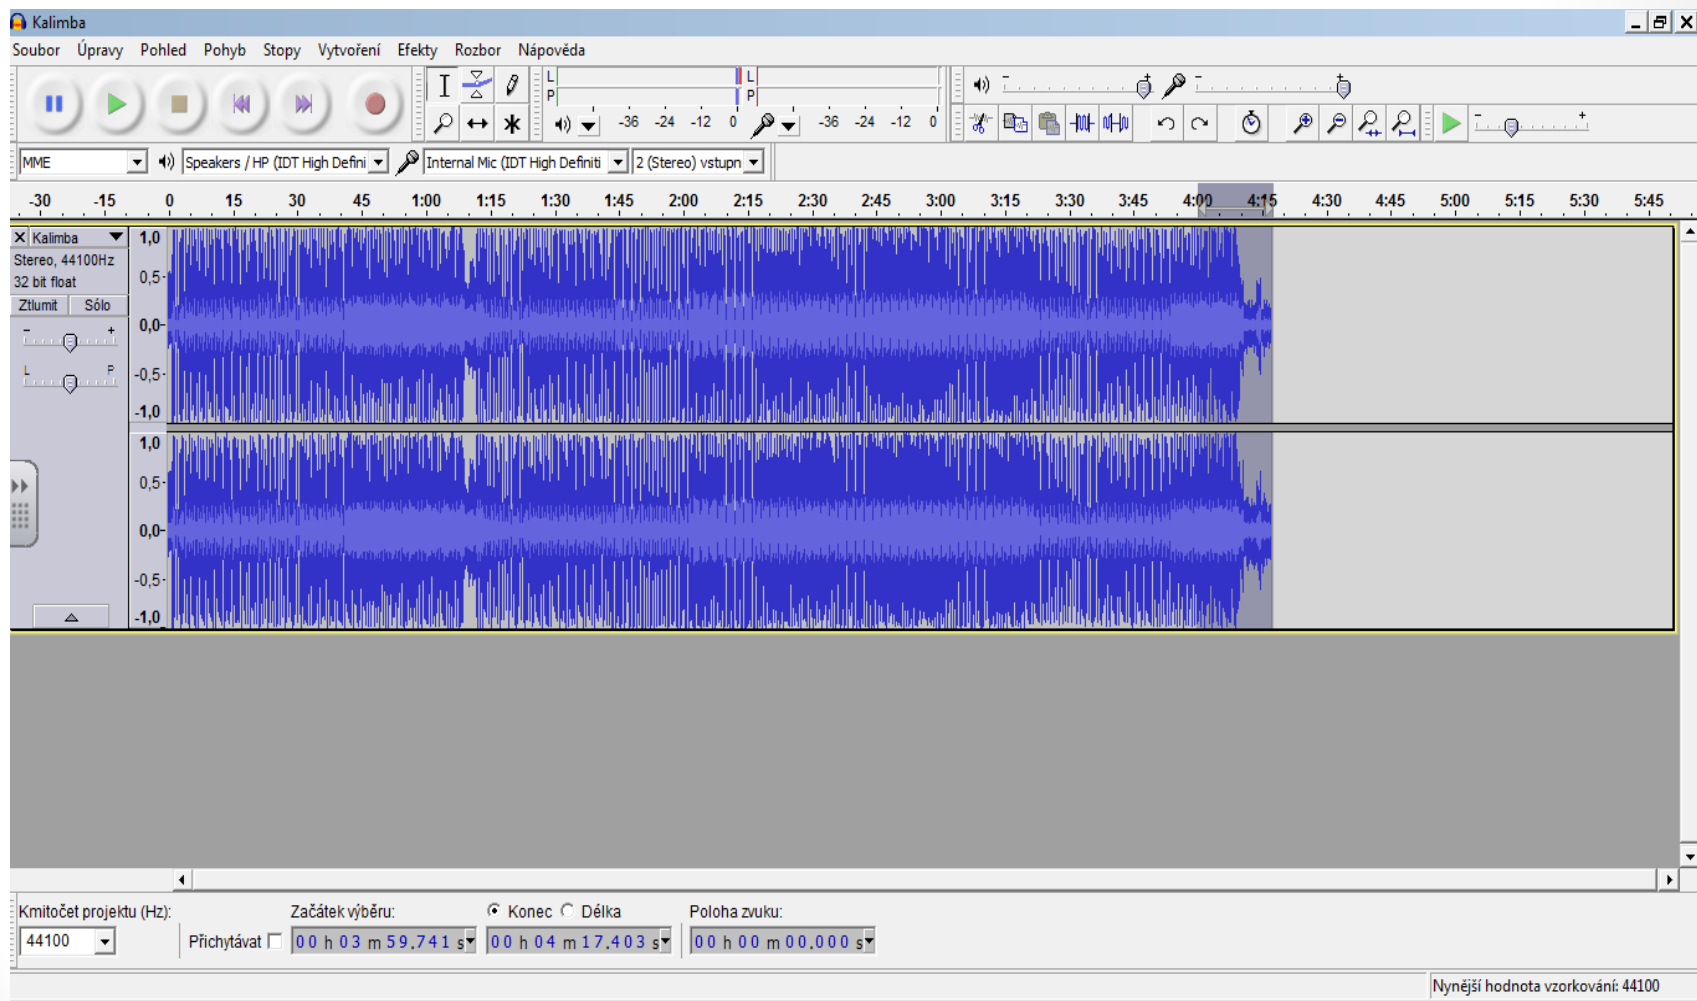 Kalimba
Soubor Úpravy Pohled Pohyb Stopy Vytvoření Efekty Rozbor Nápověda
L L
P P
-36 -24 -12 0 -36 -24 -12 0
MME Speakers / HP (IDT High Defini Internal Mic (IDT High Definiti 2 (Stereo) vstupn
-30 -15 0 15 30 45 1:00 1:15 1:30 1:45 2:00 2:15 2:30 2:45 3:00 3:15 3:30 3:45 4:00 4:15 4:30 4:45 5:00 5:15 5:30 5:45
X Kalimba
Stereo, 44100Hz
32 bit float
Ztlumit Sólo
- +
L P
1,0
0,5-
0,0-
-0,5-
-1,0
1,0
0,5-
0,0-
-0,5-
-1,0
Kmitočet projektu (Hz): Začátek výběru: Konec Délka Poloha zvuku:
44100 Přichytávat 00 h 03 m 59.741 s 00 h 04 m 17.403 s 00 h 00 m 00.000 s
Nynější hodnota vzorkování: 44100